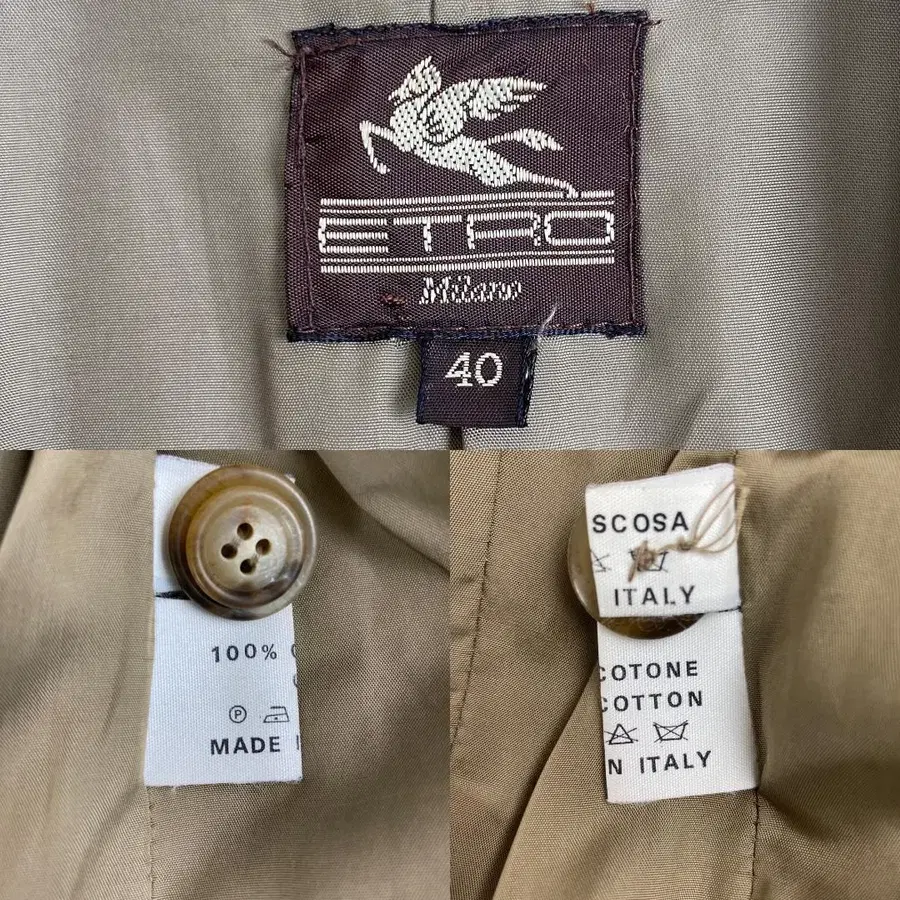 ETRO
Milano
40
100% C
P
MADE I
SCOSA
ITALY
COTONE
COTTON
N ITALY